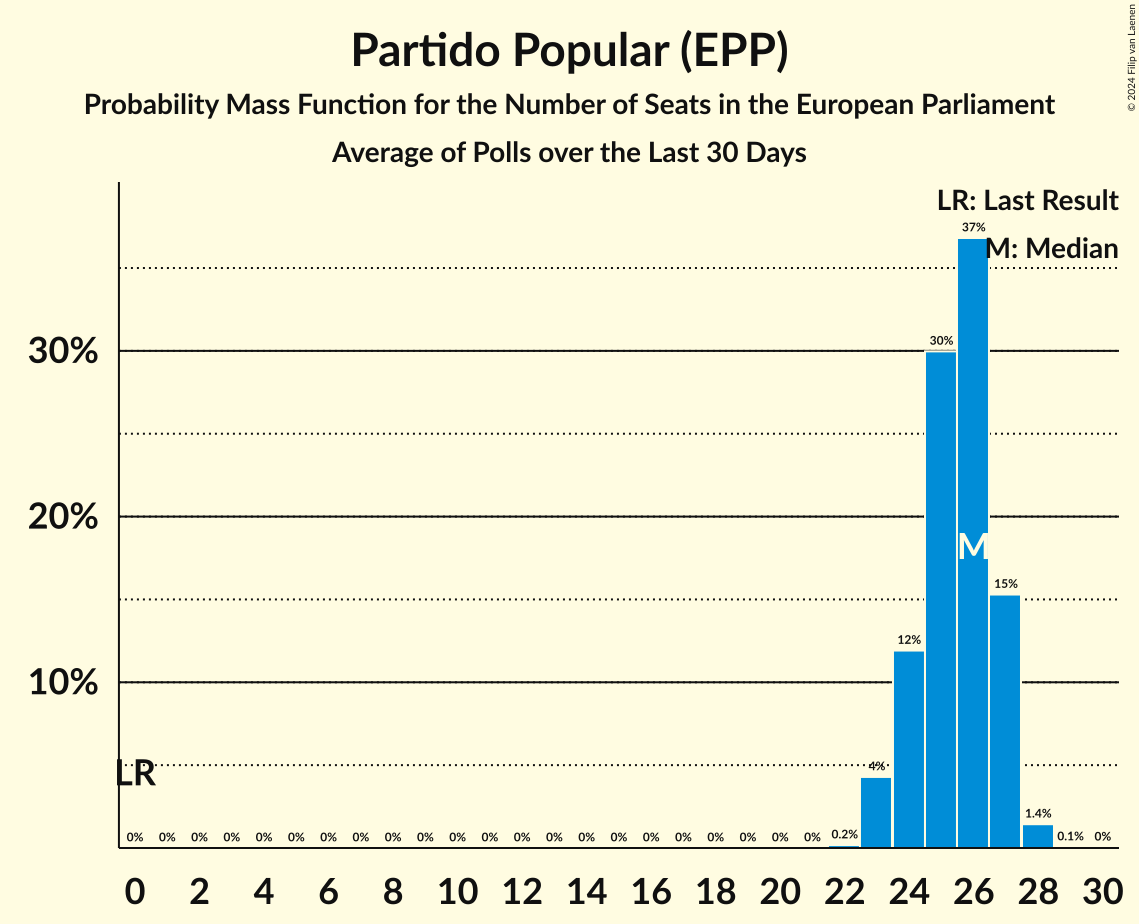 Partido Popular (EPP)
Probability Mass Function for the Number of Seats in the European Parliament
Average of Polls over the Last 30 Days
© 2024 Filip van Laenen
LR: Last Result
M: Median
37%
30%
30%
20%
M
15%
12%
10%
LR
4%
0% 0% 0% 0% 0% 0% 0% 0% 0% 0% 0% 0% 0% 0% 0% 0% 0% 0% 0% 0% 0% 0% 0.2% 1.4% 0.1% 0%
0 2 4 6 8 10 12 14 16 18 20 22 24 26 28 30